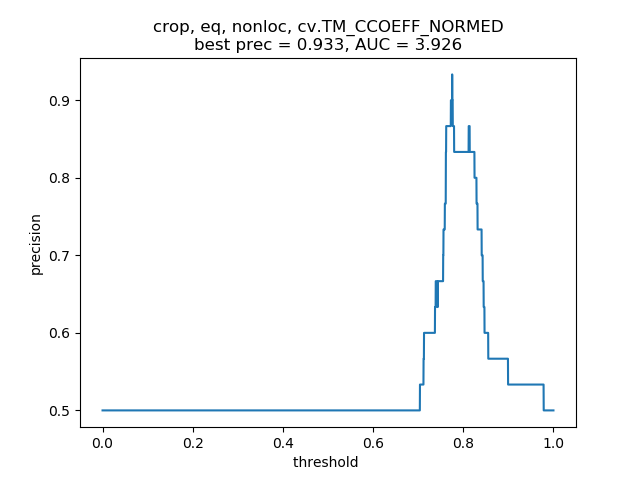 crop, eq, nonloc, cv.TM_CCOEFF_NORMED
best prec = 0.933, AUC = 3.926
0.9
0.8
0.7
0.6
0.5
precision
0.0 0.2 0.4 0.6 0.8 1.0
threshold